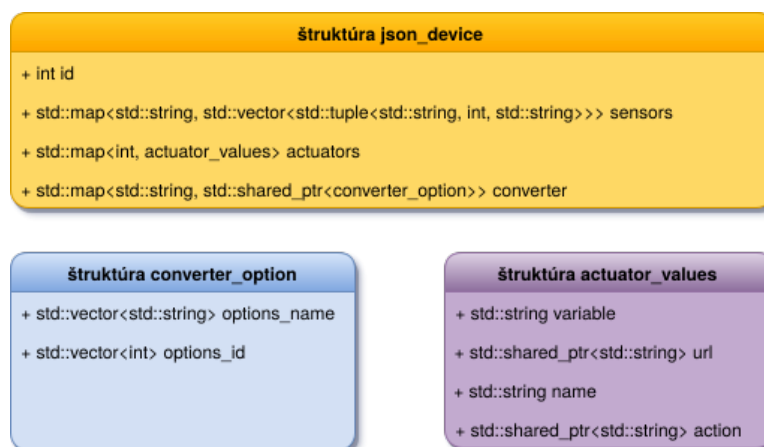 štruktúra json_device
+ int id
+ std::map<std::string, std::vector<std::tuple<std::string, int, std::string>>> sensors
+ std::map<int, actuator_values> actuators
+ std::map<std::string, std::shared_ptr<converter_option>> converter
štruktúra converter_option
+ std::vector<std::string> options_name
+ std::vector<int> options_id
štruktúra actuator_values
+ std::string variable
+ std::shared_ptr<std::string> url
+ std::string name
+ std::shared_ptr<std::string> action